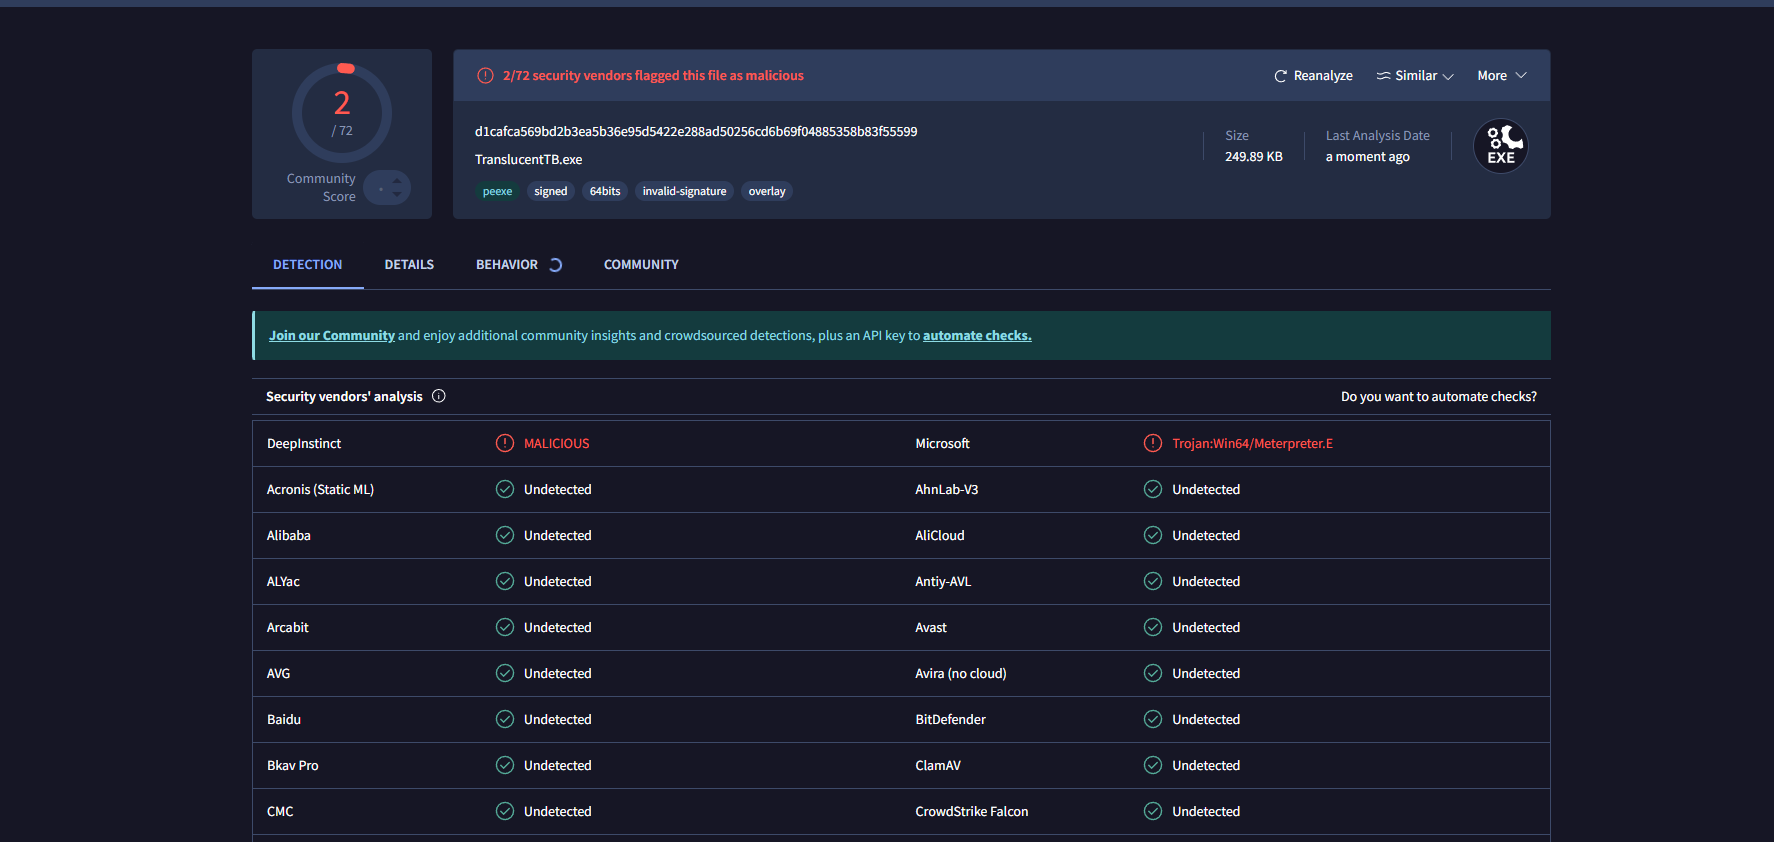 2
/ 72
Community
Score
2/72 security vendors flagged this file as malicious
Reanalyze
Similar
More
d1cafca569bd2b3ea5b36e95d5422e288ad50256cd6b69f04885358b83f55599
TranslucentTB.exe
peexe signed 64bits invalid-signature overlay
Size
249.89 KB
Last Analysis Date
a moment ago
EXE
DETECTION DETAILS BEHAVIOR COMMUNITY
Join our Community and enjoy additional community insights and crowdsourced detections, plus an API key to automate checks.
Security vendors' analysis Do you want to automate checks?
DeepInstinct MALICIOUS Microsoft Trojan:Win64/Meterpreter.E
Acronis (Static ML) Undetected AhnLab-V3 Undetected
Alibaba Undetected AliCloud Undetected
ALYac Undetected Antiy-AVL Undetected
Arcabit Undetected Avast Undetected
AVG Undetected Avira (no cloud) Undetected
Baidu Undetected BitDefender Undetected
Bkav Pro Undetected ClamAV Undetected
CMC Undetected CrowdStrike Falcon Undetected